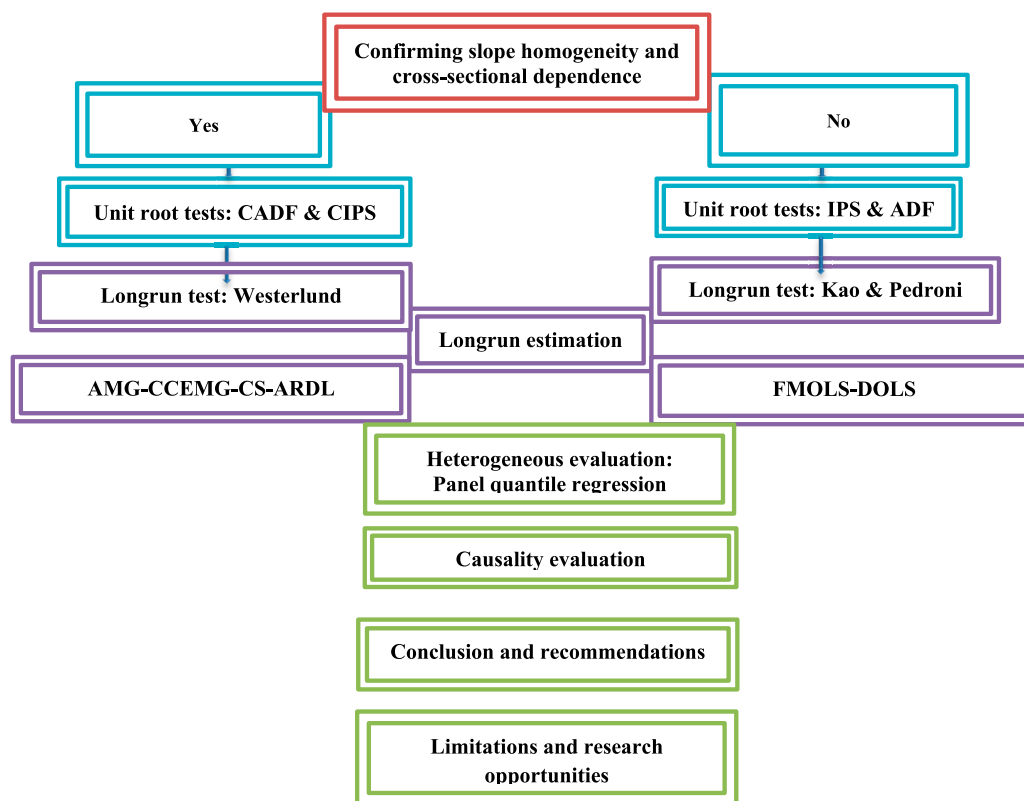 Confirming slope homogeneity and
cross-sectional dependence
Yes
No
Unit root tests: CADF & CIPS
Unit root tests: IPS & ADF
Longrun test: Westerlund
Longrun test: Kao & Pedroni
Longrun estimation
AMG-CCEMG-CS-ARDL
FMOLS-DOLS
Heterogeneous evaluation:
Panel quantile regression
Causality evaluation
Conclusion and recommendations
Limitations and research
opportunities